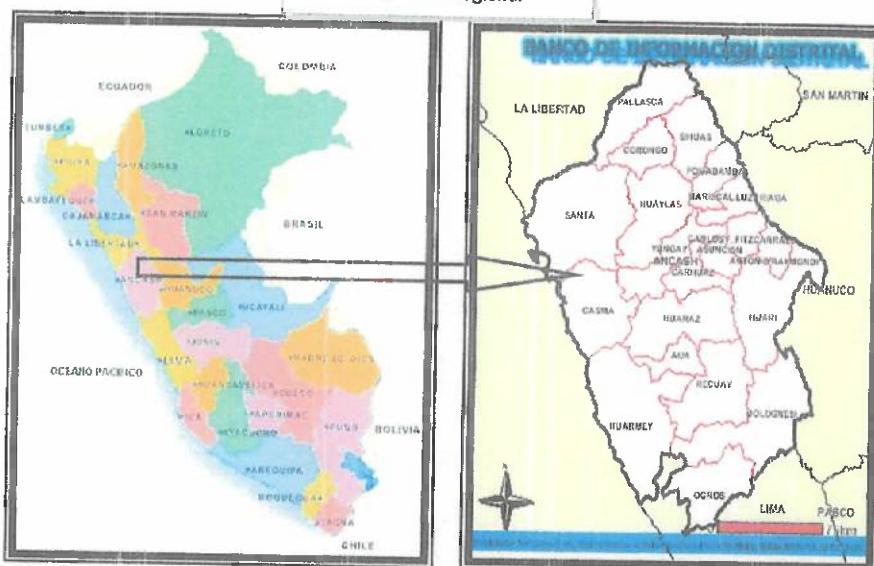 COLOMBIA
ECUADOR
TUMBES
LORETO
PIURA
AMAZONAS
LAMBAYEQUE
CAJAMARCA
SAN MARTIN
BRASIL
LA LIBERTAD
ANCASH
HUANUCO
UCAYALI
PASCO
JUNIN
MADRE DE DIOS
LIMA
OCEANO PACIFICO
HUANCAVELICA
CUSCO
ICA
APURIMAC
PUNO
BOLIVIA
AYACUCHO
AREQUIPA
MOQUEGUA
TACNA
CHILE
BANCO DE INFORMACION DISTRITAL
SAN MARTIN
LA LIBERTAD
PALLASCA
SIHUAS
CORONGO
POMABAMBA
MARISCAL LUZURIAGA
SANTA
HUAYLAS
CARLOS F. FITZCARRALD
YUNGAY
ASUNCION
ANCASH
ANTONIO RAYMONDI
CARHUAZ
HUANUCO
CASMA
HUARAZ
HUARI
AIJA
RECUAY
BOLOGNESI
HUARMEY
OCROS
LIMA
PASCO